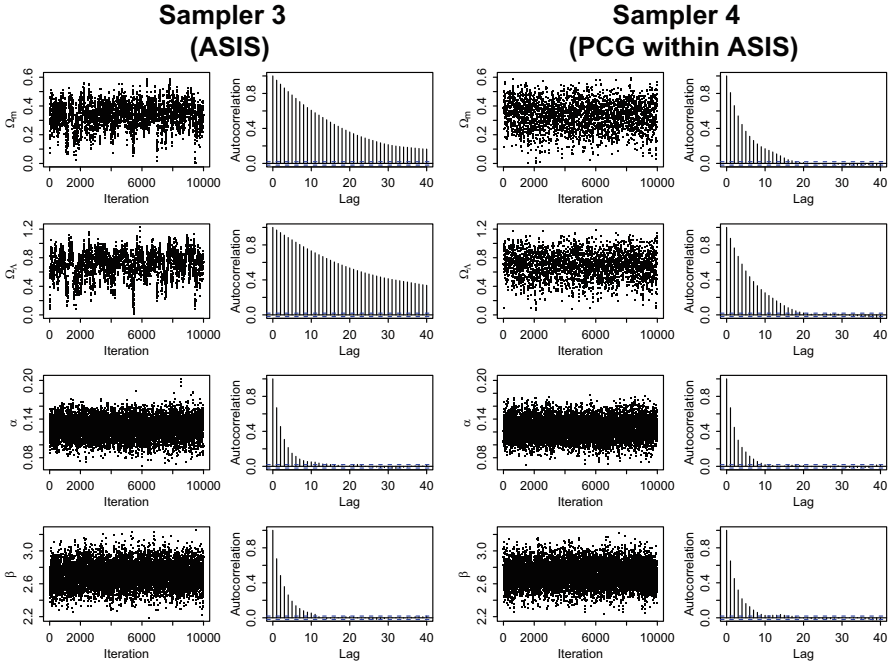 Sampler 3
(ASIS)
Sampler 4
(PCG within ASIS)
Ωm
0.0 0.2 0.4 0.6
0 2000 6000 10000
Iteration
Autocorrelation
0.0 0.4 0.8
0 10 20 30 40
Lag
Ωm
0.0 0.2 0.4 0.6
0 2000 6000 10000
Iteration
Autocorrelation
0.0 0.4 0.8
0 10 20 30 40
Lag
ΩΛ
0.0 0.4 0.8 1.2
0 2000 6000 10000
Iteration
Autocorrelation
0.0 0.4 0.8
0 10 20 30 40
Lag
ΩΛ
0.0 0.4 0.8 1.2
0 2000 6000 10000
Iteration
Autocorrelation
0.0 0.4 0.8
0 10 20 30 40
Lag
α
0.08 0.14 0.20
0 2000 6000 10000
Iteration
Autocorrelation
0.0 0.4 0.8
0 10 20 30 40
Lag
α
0.08 0.14 0.20
0 2000 6000 10000
Iteration
Autocorrelation
0.0 0.4 0.8
0 10 20 30 40
Lag
β
2.2 2.6 3.0
0 2000 6000 10000
Iteration
Autocorrelation
0.0 0.4 0.8
0 10 20 30 40
Lag
β
2.2 2.6 3.0
0 2000 6000 10000
Iteration
Autocorrelation
0.0 0.4 0.8
0 10 20 30 40
Lag